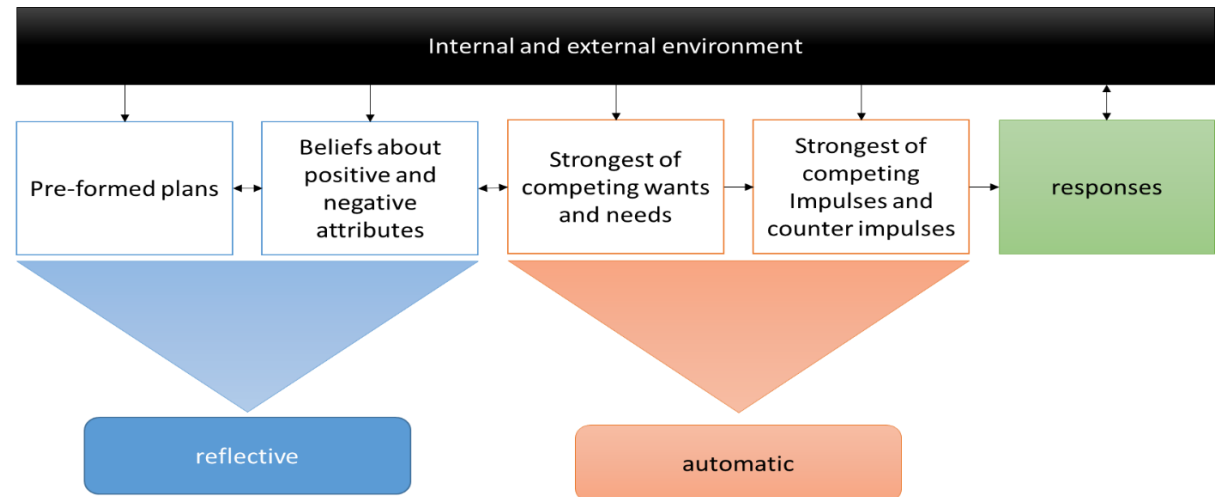 Internal and external environment
Pre-formed plans
Beliefs about
positive and
negative
attributes
Strongest of
competing wants
and needs
Strongest of
competing
Impulses and
counter impulses
responses
reflective
automatic